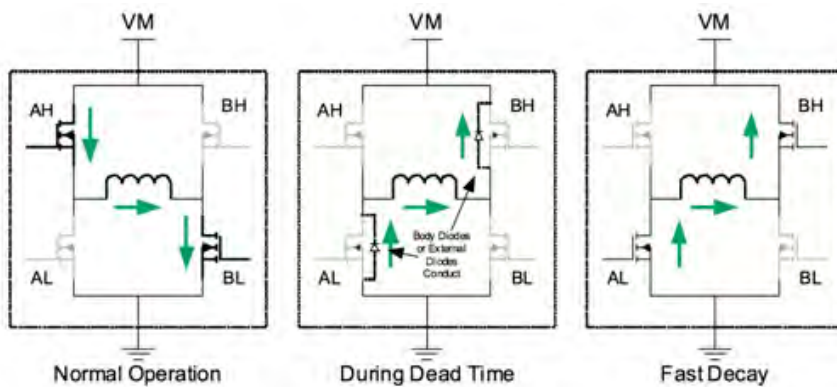 VM
VM
VM
AH
BH
AH
BH
AH
BH
Body Diodes
or External
Diodes
Conduct
AL
BL
AL
BL
AL
BL
Normal Operation
During Dead Time
Fast Decay